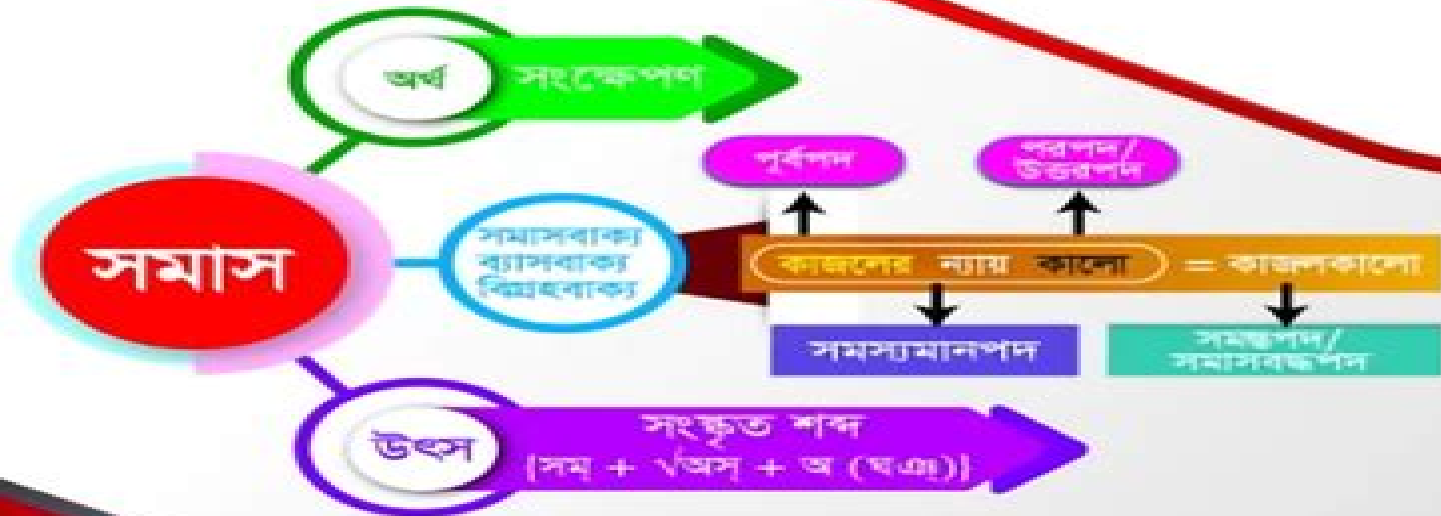 অর্থ
সংক্ষেপণ
পূর্বপদ
পরপদ/
উত্তরপদ
সমাস
সমাসবাক্য
ব্যাসবাক্য
বিগ্রহবাক্য
কাজলের ন্যায় কালো = কাজলকালো
সমস্যমানপদ
সমস্তপদ/
সমাসবদ্ধপদ
উৎস
সংস্কৃত শব্দ
[সম্ + √অস্ + অ (ঘঞ্)]